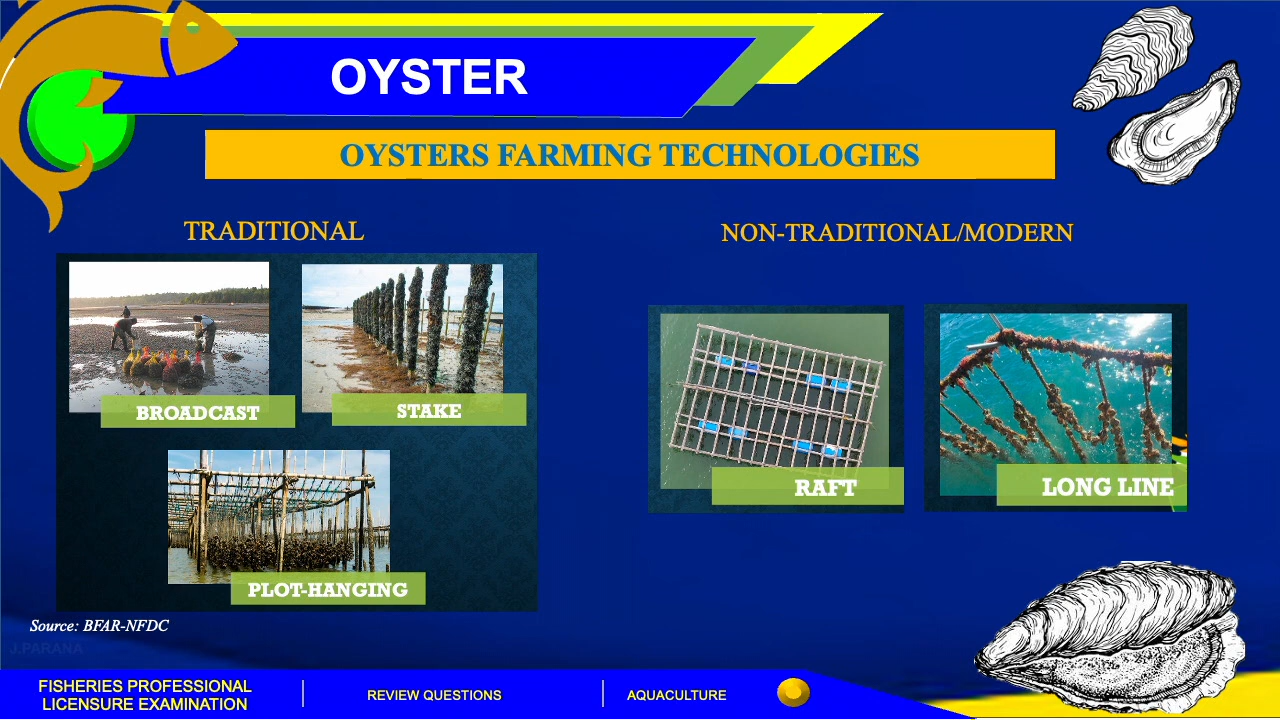 OYSTER
OYSTERS FARMING TECHNOLOGIES
TRADITIONAL
NON-TRADITIONAL/MODERN
BROADCAST
STAKE
PLOT-HANGING
RAFT
LONG LINE
Source: BFAR-NFDC
J.PARANA
FISHERIES PROFESSIONAL
LICENSURE EXAMINATION
REVIEW QUESTIONS
AQUACULTURE